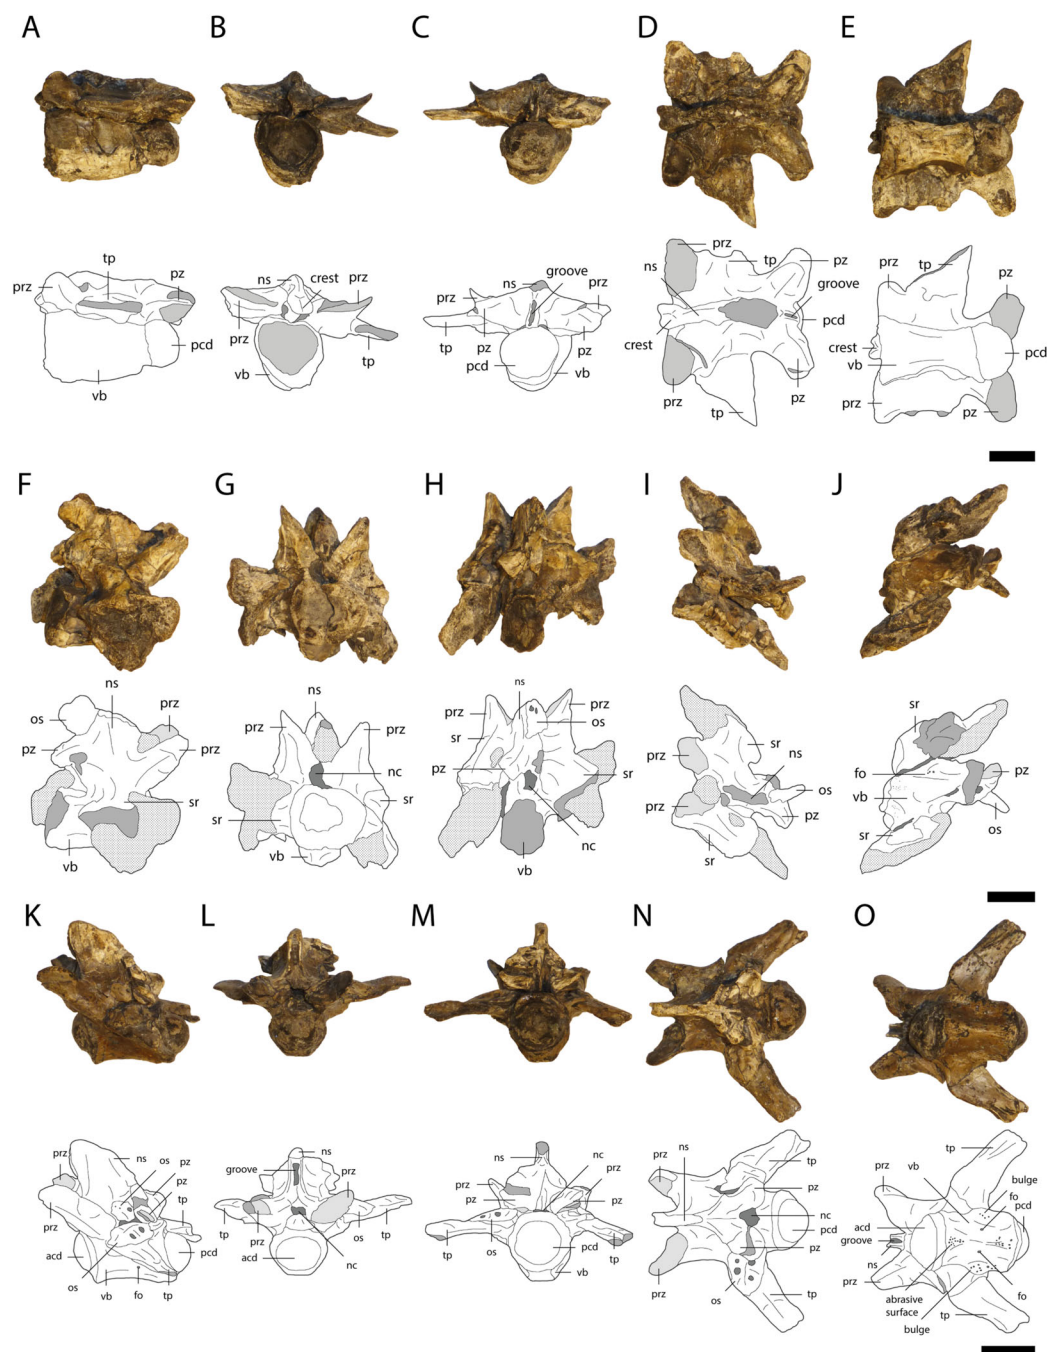 A B C D E
prz tp
pcd
vb
ns crest prz
prz
tp
vb
groove
ns
prz prz
tp
pz pz
pcd vb
prz tp pz
ns
groove
pcd
crest
prz tp pz
prz tp pz
crest
vb pcd
prz pz
F G H I J
ns
os prz
pz prz
sr
vb
ns
prz prz
nc
sr sr
vb
ns
prz prz
sr os
pz sr
nc
vb
prz sr
ns
prz os
pz
sr
sr
fo pz
vb
sr os
K L M N O
prz ns os pz
tp
prz
acd pcd
os vb fo tp
ns
groove prz
tp prz os tp
acd
nc
ns nc
prz
pz pz
tp os tp
pcd
vb
prz ns tp
pz
nc
pcd
pz
prz
os tp
tp
prz vb bulge
fo
acd pcd
groove
ns
prz fo
abrasive
surface tp
bulge